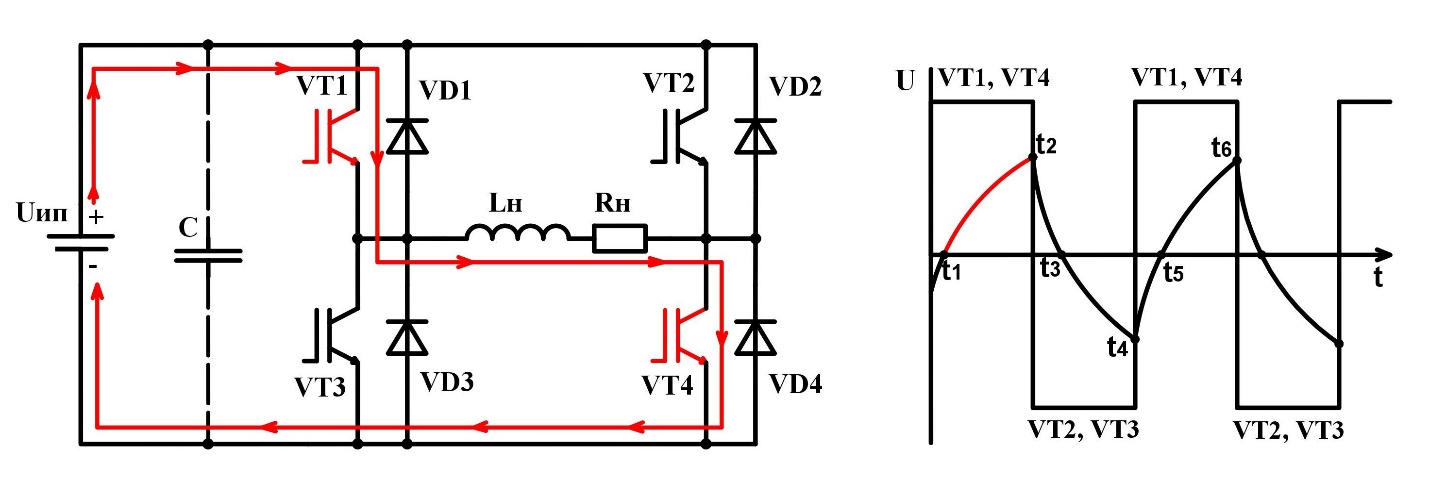 VT1
VD1
VT2
VD2
Uип
+
-
C
Lн
Rн
VT3
VD3
VT4
VD4
U
VT1, VT4
VT1, VT4
t1
t2
t3
t4
t5
t6
t
VT2, VT3
VT2, VT3